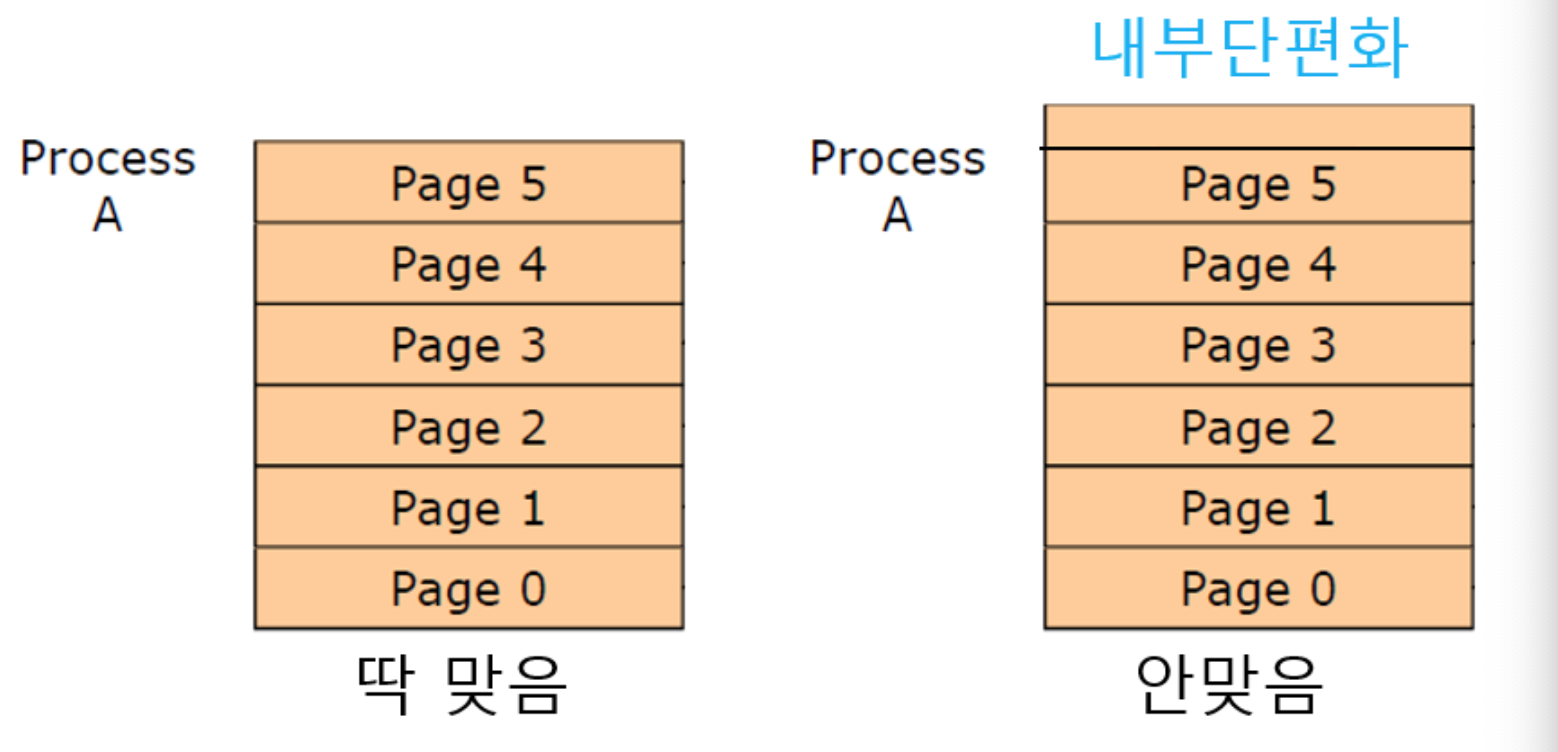 내부단편화
Process
A
Page 5
Page 4
Page 3
Page 2
Page 1
Page 0
딱 맞음
Process
A
Page 5
Page 4
Page 3
Page 2
Page 1
Page 0
안맞음